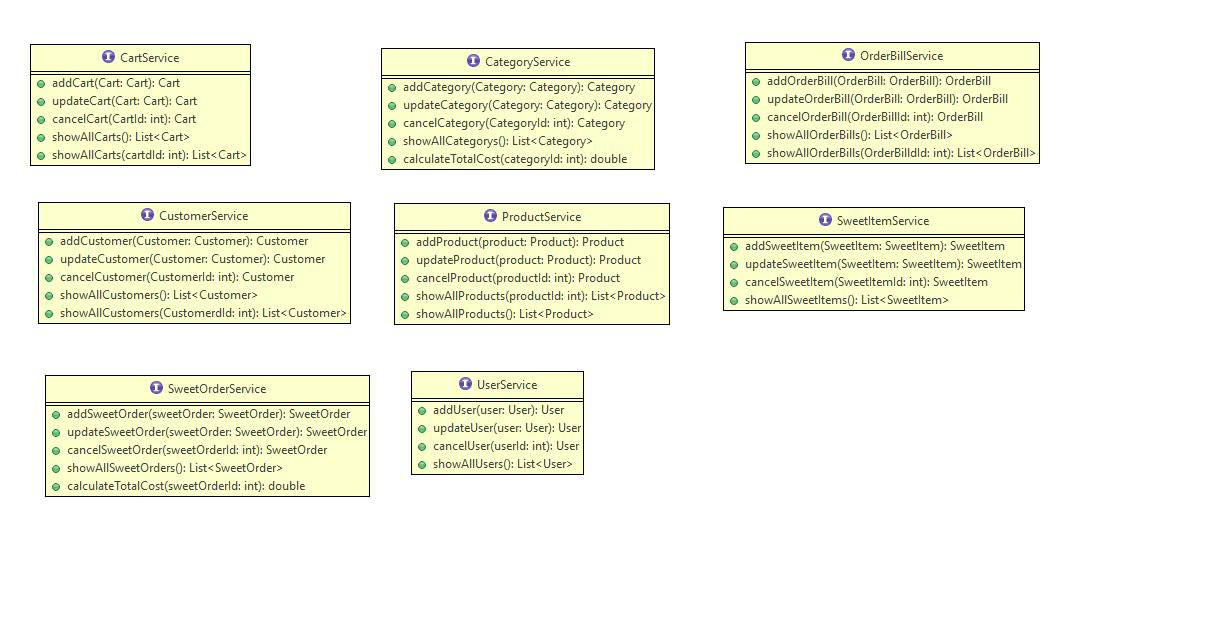 CartService
addCart(Cart: Cart): Cart
updateCart(Cart: Cart): Cart
cancelCart(CartId: int): Cart
showAllCarts(): List<Cart>
showAllCarts(cartdId: int): List<Cart>
CategoryService
addCategory(Category: Category): Category
updateCategory(Category: Category): Category
cancelCategory(CategoryId: int): Category
showAllCategorys(): List<Category>
calculateTotalCost(categoryId: int): double
OrderBillService
addOrderBill(OrderBill: OrderBill): OrderBill
updateOrderBill(OrderBill: OrderBill): OrderBill
cancelOrderBill(OrderBillId: int): OrderBill
showAllOrderBills(): List<OrderBill>
showAllOrderBills(OrderBilldId: int): List<OrderBill>
CustomerService
addCustomer(Customer: Customer): Customer
updateCustomer(Customer: Customer): Customer
cancelCustomer(CustomerId: int): Customer
showAllCustomers(): List<Customer>
showAllCustomers(CustomerdId: int): List<Customer>
ProductService
addProduct(product: Product): Product
updateProduct(product: Product): Product
cancelProduct(productId: int): Product
showAllProducts(productId: int): List<Product>
showAllProducts(): List<Product>
SweetItemService
addSweetItem(SweetItem: SweetItem): SweetItem
updateSweetItem(SweetItem: SweetItem): SweetItem
cancelSweetItem(SweetItemId: int): SweetItem
showAllSweetItems(): List<SweetItem>
SweetOrderService
addSweetOrder(sweetOrder: SweetOrder): SweetOrder
updateSweetOrder(sweetOrder: SweetOrder): SweetOrder
cancelSweetOrder(sweetOrderId: int): SweetOrder
showAllSweetOrders(): List<SweetOrder>
calculateTotalCost(sweetOrderId: int): double
UserService
addUser(user: User): User
updateUser(user: User): User
cancelUser(userId: int): User
showAllUsers(): List<User>